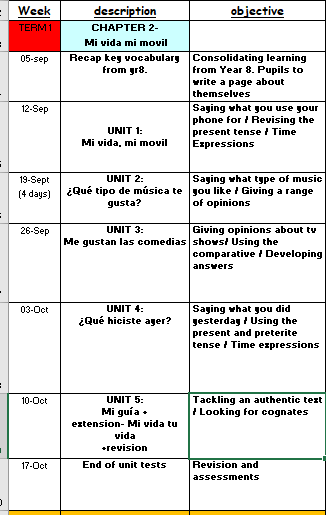 Week description objective
TERM 1 CHAPTER 2-
Mi vida mi movil
05-sep Recap key vocabulary Consolidating learning
from yr8. from Year 8. Pupils to
write a page about
themselves
12-Sep Saying what you use your
phone for / Revising the
UNIT 1: present tense / Time
Mi vida, mi movil Expressions
19-Sept UNIT 2: Saying what type of music
(4 days) ¿Qué tipo de música te you like / Giving a range
gusta? of opinions
26-Sep UNIT 3: Giving opinions about tv
Me gustan las comedias shows/ Using the
comparative / Developing
answers
03-Oct UNIT 4: Saying what you did
¿Qué hiciste ayer? yesterday / Using the
present and preterite
tense / Time expressions
10-Oct UNIT 5: Tackling an authentic text
Mi guía + / Looking for cognates
extension- Mi vida tu
vida
+revision
17-Oct End of unit tests Revision and
assessments